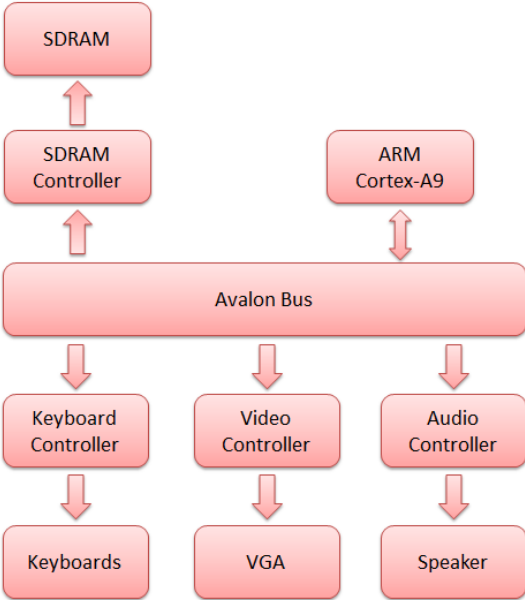 SDRAM
SDRAM
Controller
ARM
Cortex-A9
Avalon Bus
Keyboard
Controller
Video
Controller
Audio
Controller
Keyboards
VGA
Speaker